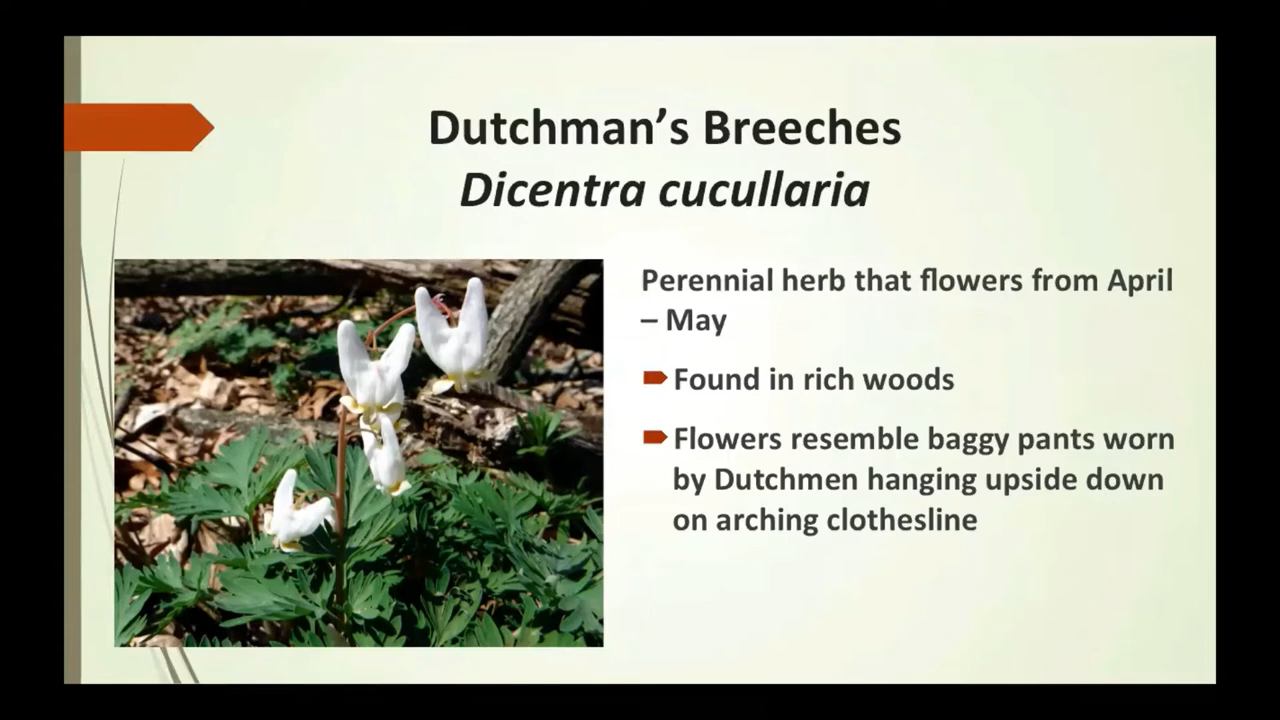 Dutchman’s Breeches
Dicentra cucullaria
Perennial herb that flowers from April
– May
Found in rich woods
Flowers resemble baggy pants worn
by Dutchmen hanging upside down
on arching clothesline